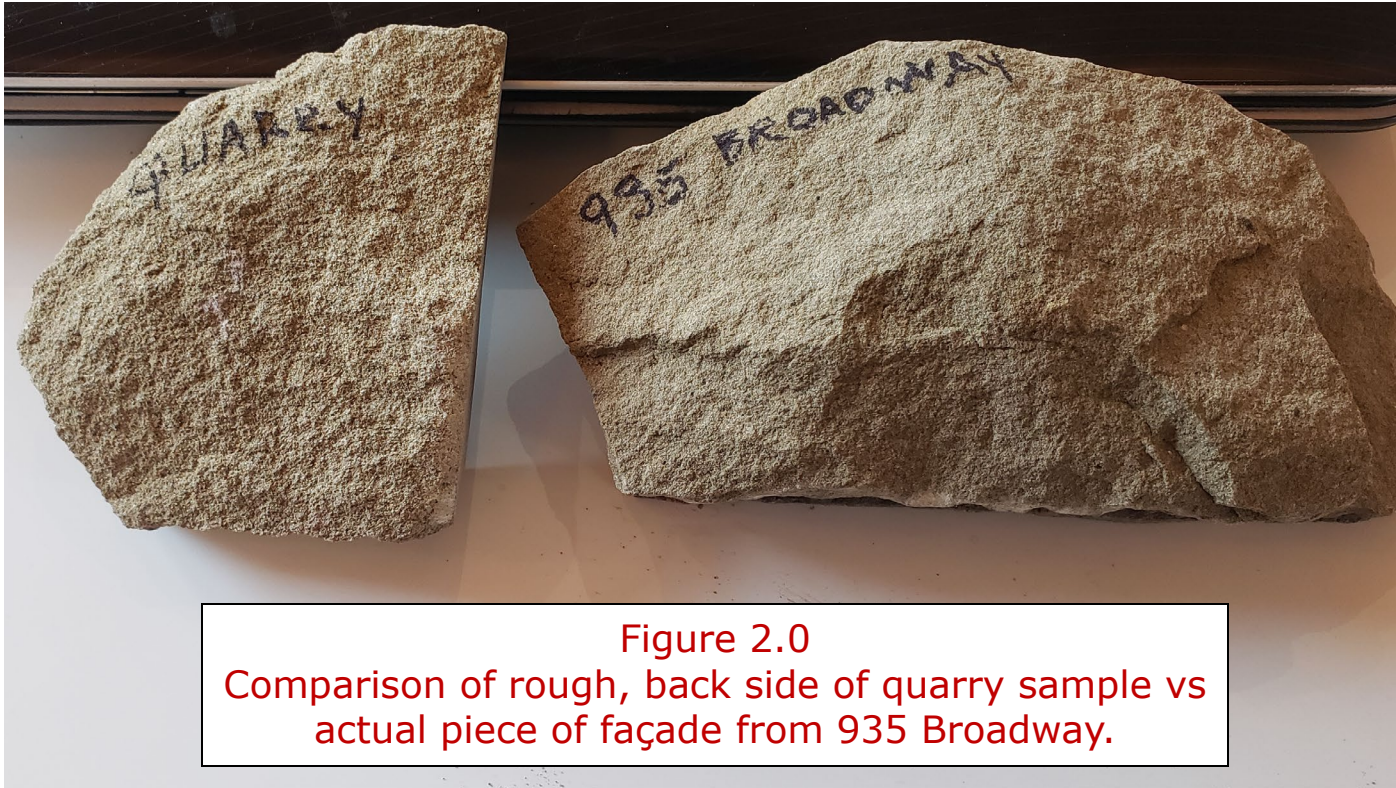 QUARRY
935 BROADWAY
Figure 2.0
Comparison of rough, back side of quarry sample vs
actual piece of façade from 935 Broadway.